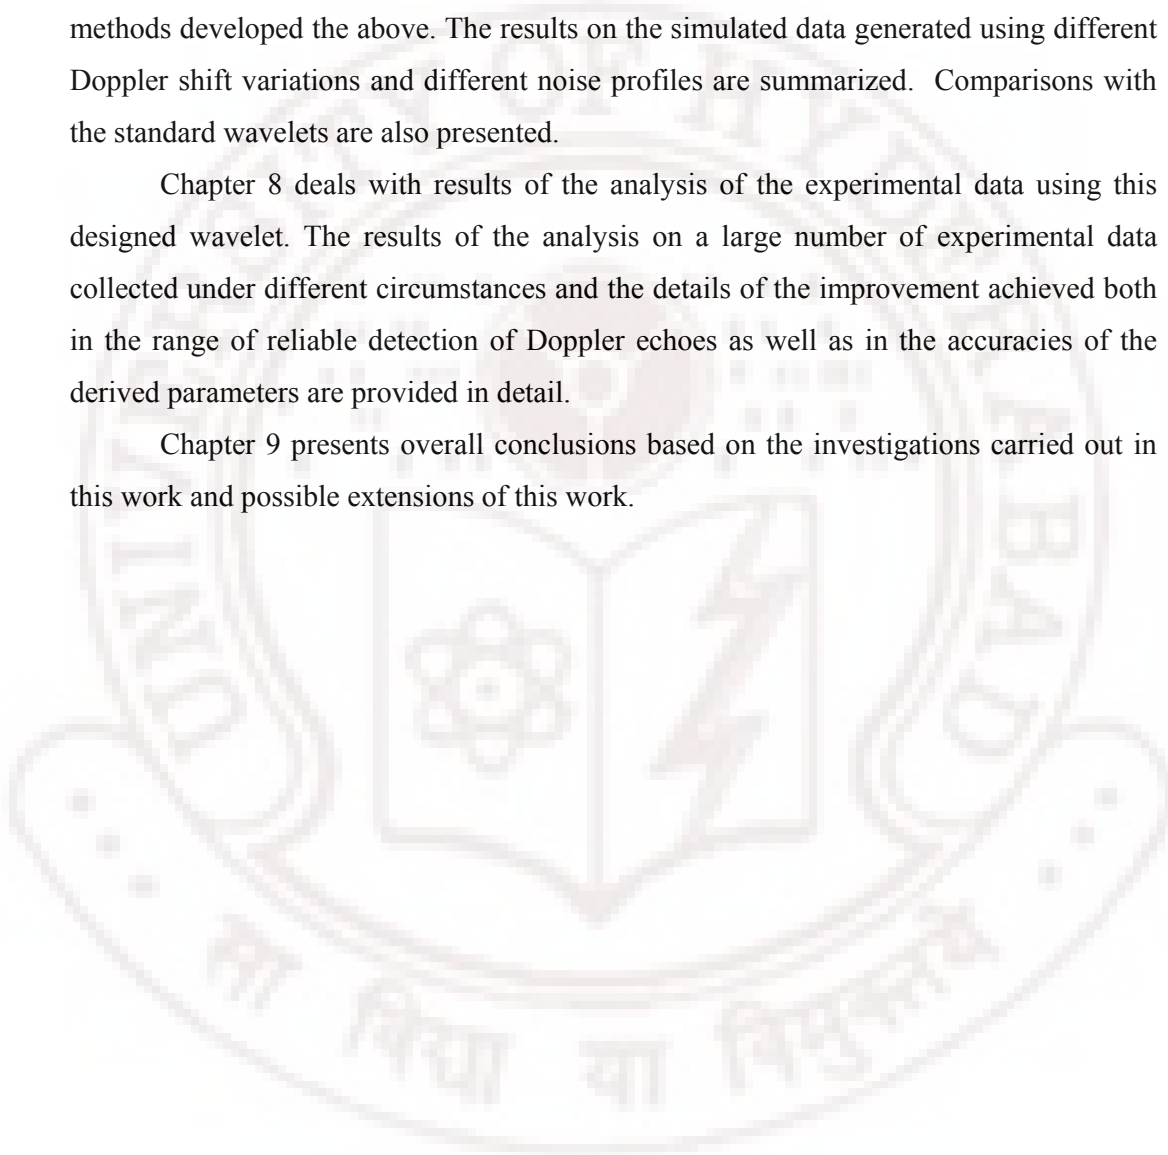 methods developed the above. The results on the simulated data generated using different
Doppler shift variations and different noise profiles are summarized. Comparisons with
the standard wavelets are also presented.
Chapter 8 deals with results of the analysis of the experimental data using this
designed wavelet. The results of the analysis on a large number of experimental data
collected under different circumstances and the details of the improvement achieved both
in the range of reliable detection of Doppler echoes as well as in the accuracies of the
derived parameters are provided in detail.
Chapter 9 presents overall conclusions based on the investigations carried out in
this work and possible extensions of this work.
UNIVERSITY OF HYDERABAD
सा विद्या या विमुक्तये